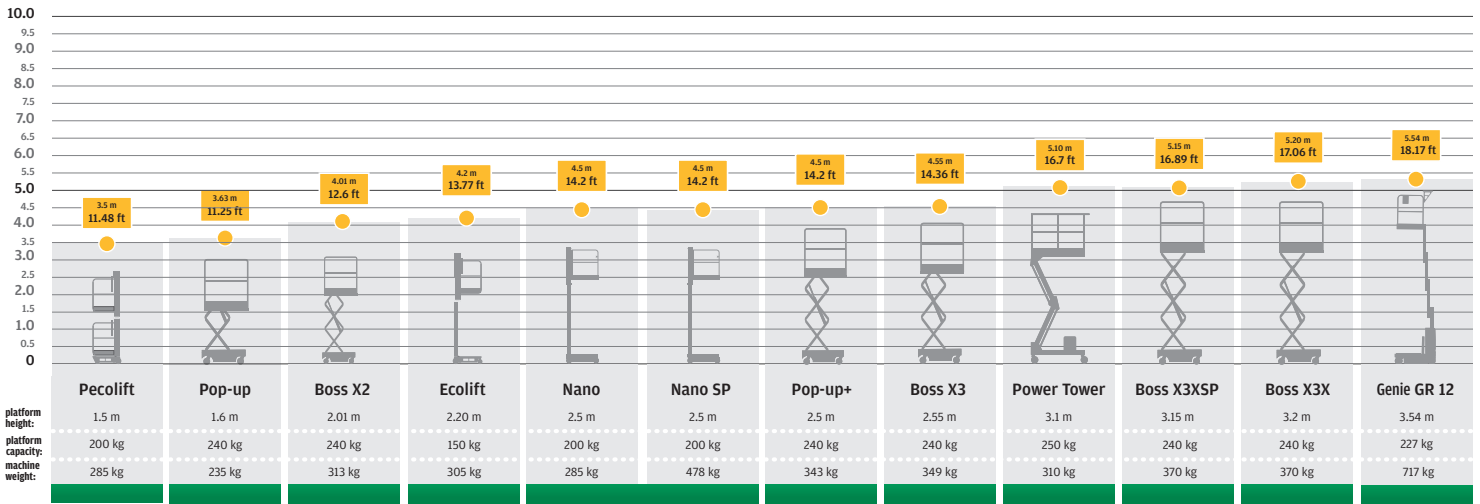 10.0
9.5
9.0
8.5
8.0
7.5
7.0
6.5
6.0
5.5
5.0
4.5
4.0
3.5
3.0
2.5
2.0
1.5
1.0
0.5
0
3.5 m
11.48 ft
3.63 m
11.25 ft
4.01 m
12.6 ft
4.2 m
13.77 ft
4.5 m
14.2 ft
4.5 m
14.2 ft
4.5 m
14.2 ft
4.55 m
14.36 ft
5.10 m
16.7 ft
5.15 m
16.89 ft
5.20 m
17.06 ft
5.54 m
18.17 ft
Pecolift Pop-up Boss X2 Ecolift Nano Nano SP Pop-up+ Boss X3 Power Tower Boss X3XSP Boss X3X Genie GR 12
platform
height:
1.5 m 1.6 m 2.01 m 2.20 m 2.5 m 2.5 m 2.5 m 2.55 m 3.1 m 3.15 m 3.2 m 3.54 m
platform
capacity:
200 kg 240 kg 240 kg 150 kg 200 kg 200 kg 240 kg 240 kg 250 kg 240 kg 240 kg 227 kg
machine
weight:
285 kg 235 kg 313 kg 305 kg 285 kg 478 kg 343 kg 349 kg 310 kg 370 kg 370 kg 717 kg